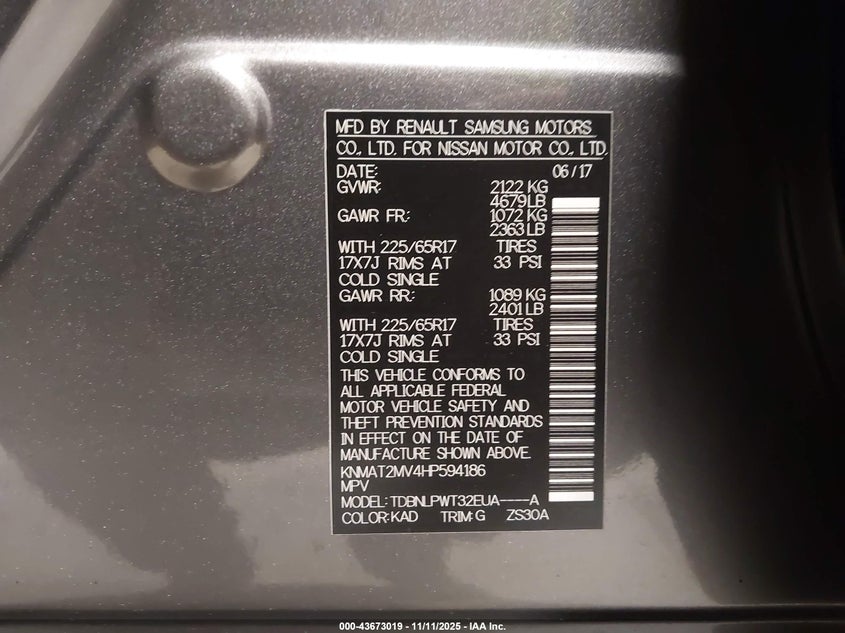 MFD BY RENAULT SAMSUNG MOTORS
CO., LTD. FOR NISSAN MOTOR CO., LTD.
DATE: 06/17
GVWR: 2122 KG
4679 LB
GAWR FR: 1072 KG
2363 LB
WITH 225/65R17 TIRES
17X7J RIMS AT 33 PSI
COLD SINGLE
GAWR RR: 1089 KG
2401 LB
WITH 225/65R17 TIRES
17X7J RIMS AT 33 PSI
COLD SINGLE
THIS VEHICLE CONFORMS TO
ALL APPLICABLE FEDERAL
MOTOR VEHICLE SAFETY AND
THEFT PREVENTION STANDARDS
IN EFFECT ON THE DATE OF
MANUFACTURE SHOWN ABOVE.
KNMAT2MV4HP594186
MPV
MODEL: TDBNLPWT32EUA----A
COLOR: KAD TRIM: G ZS30A
000-43673019 - 11/11/2025 - IAA Inc.